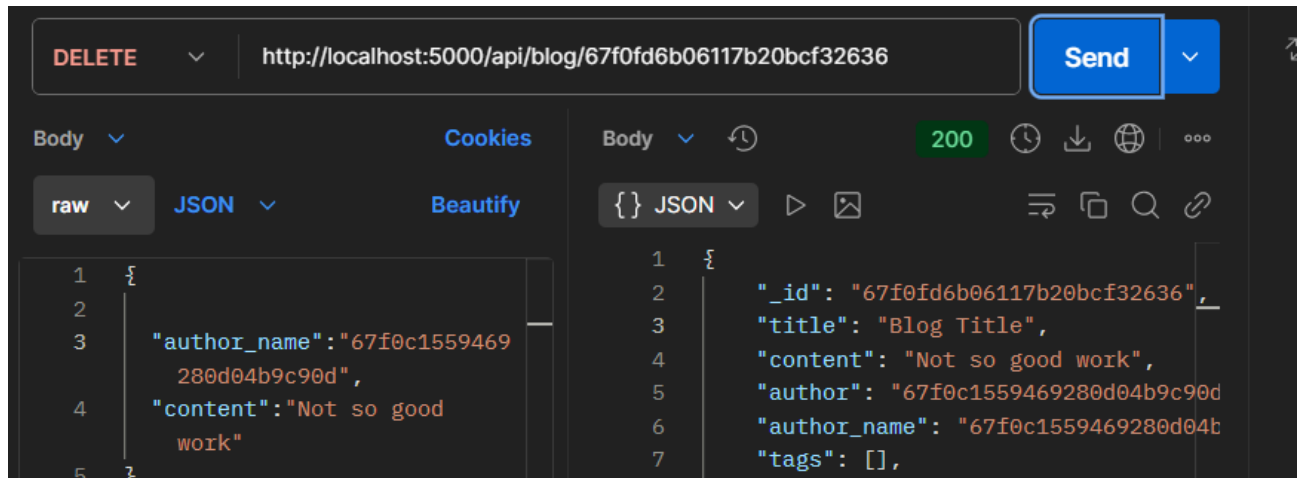 DELETE http://localhost:5000/api/blog/67f0fd6b06117b20bcf32636 Send
Body Cookies Body 200
raw JSON Beautify {} JSON
1 {
2
3 "author_name":"67f0c1559469
280d04b9c90d",
4 "content":"Not so good
work"
5 }
1 {
2 "_id": "67f0fd6b06117b20bcf32636",
3 "title": "Blog Title",
4 "content": "Not so good work",
5 "author": "67f0c1559469280d04b9c90d
6 "author_name": "67f0c1559469280d04b
7 "tags": [],